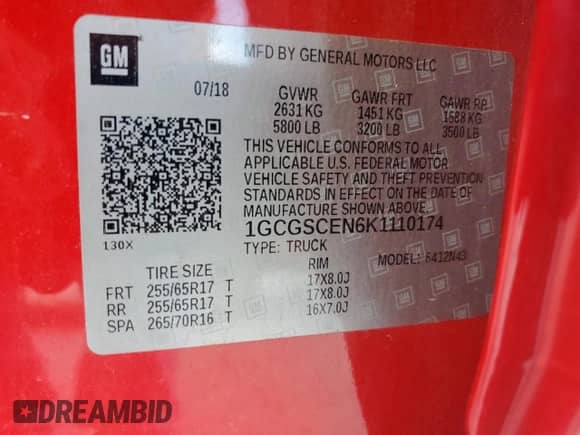 GM
MFD BY GENERAL MOTORS LLC
07/18
GVWR GAWR FRT GAWR RR
2631 KG 1451 KG 1588 KG
5800 LB 3200 LB 3500 LB
THIS VEHICLE CONFORMS TO ALL
APPLICABLE U.S. FEDERAL MOTOR
VEHICLE SAFETY AND THEFT PREVENTION
STANDARDS IN EFFECT ON THE DATE OF
MANUFACTURE SHOWN ABOVE.
1GCGSCEN6K1110174
130X
TYPE: TRUCK MODEL: 6412N43
TIRE SIZE RIM
FRT 255/65R17 T 17X8.0J
RR 255/65R17 T 17X8.0J
SPA 265/70R16 T 16X7.0J
DREAMBID